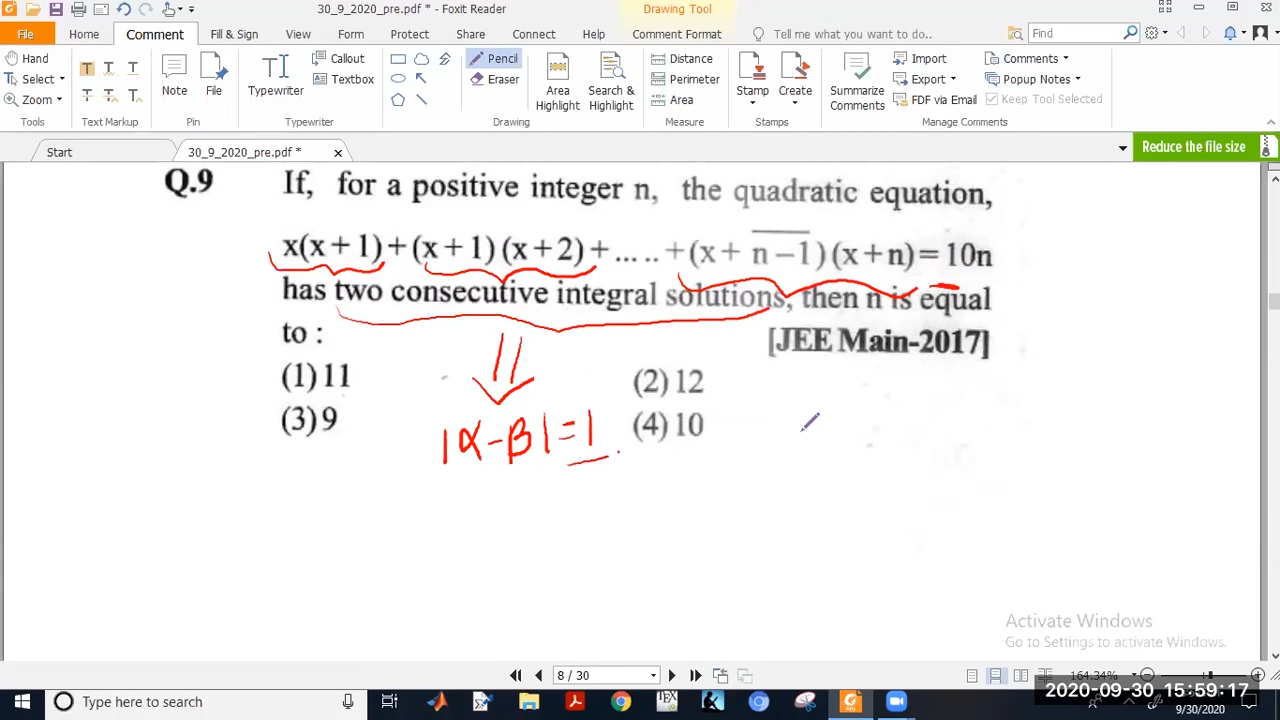 30_9_2020_pre.pdf * - Foxit Reader
Drawing Tool
File Home Comment Fill & Sign View Form Protect Share Connect Help Comment Format Tell me what you want to do.. Find
Hand
Select
Zoom
Tools
Text Markup
Note
File
Pin
Typewriter
Callout
Textbox
Typewriter
Pencil
Eraser
Drawing
Area Highlight
Search & Highlight
Distance
Perimeter
Area
Measure
Stamp
Create
Stamps
Summarize Comments
Import
Export
FDF via Email
Comments
Popup Notes
Keep Tool Selected
Manage Comments
Start
30_9_2020_pre.pdf *
Reduce the file size
Q.9 If, for a positive integer n, the quadratic equation,
x(x + 1) + (x + 1) (x + 2) + ..... + (x + n̅ ̅–̅1̅) (x + n) = 10n
has two consecutive integral solutions, then n is equal
to : [JEE Main-2017]
(1) 11 (2) 12
(3) 9 (4) 10
|α-β|=1
Activate Windows
Go to Settings to activate Windows.
8 / 30
164.34%
Type here to search
2020-09-30 15:59:17
9/30/2020